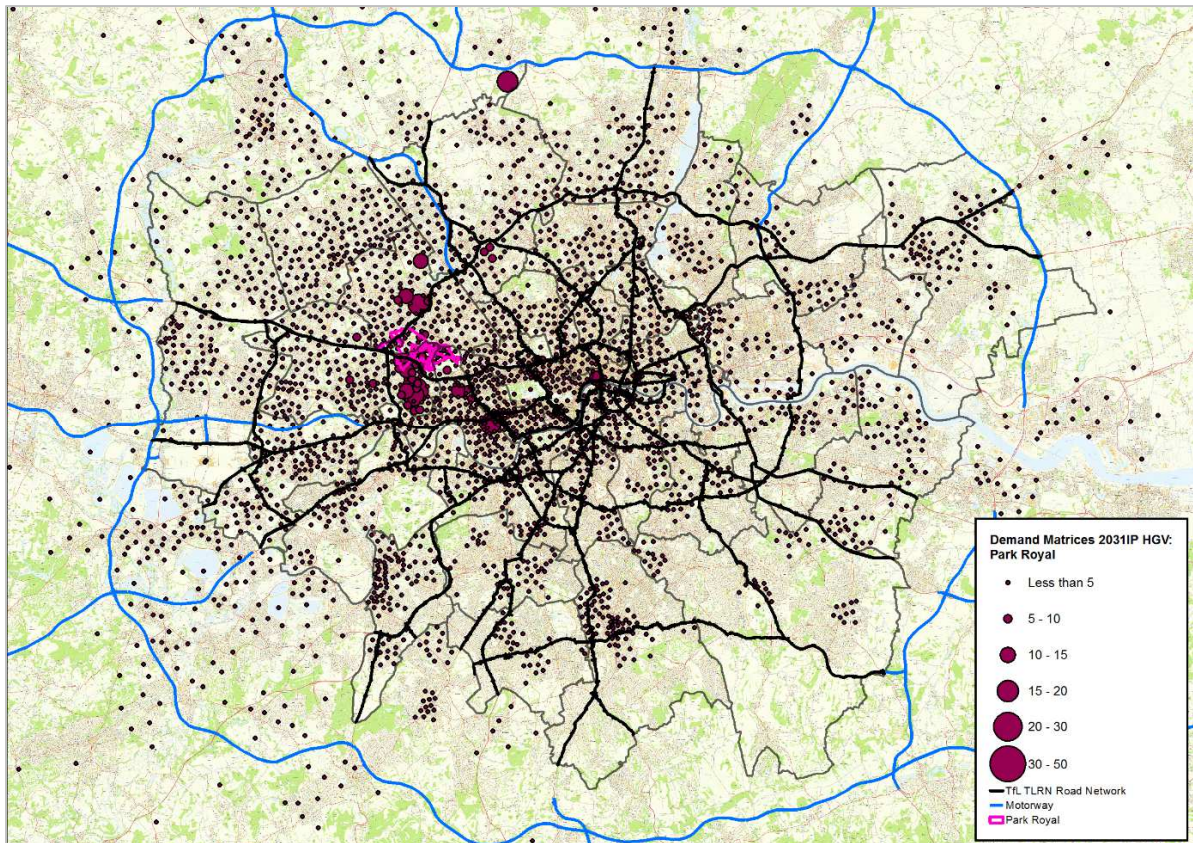 Demand Matrices 2031IP HGV:
Park Royal
Less than 5
5 - 10
10 - 15
15 - 20
20 - 30
30 - 50
TfL TLRN Road Network
Motorway
Park Royal